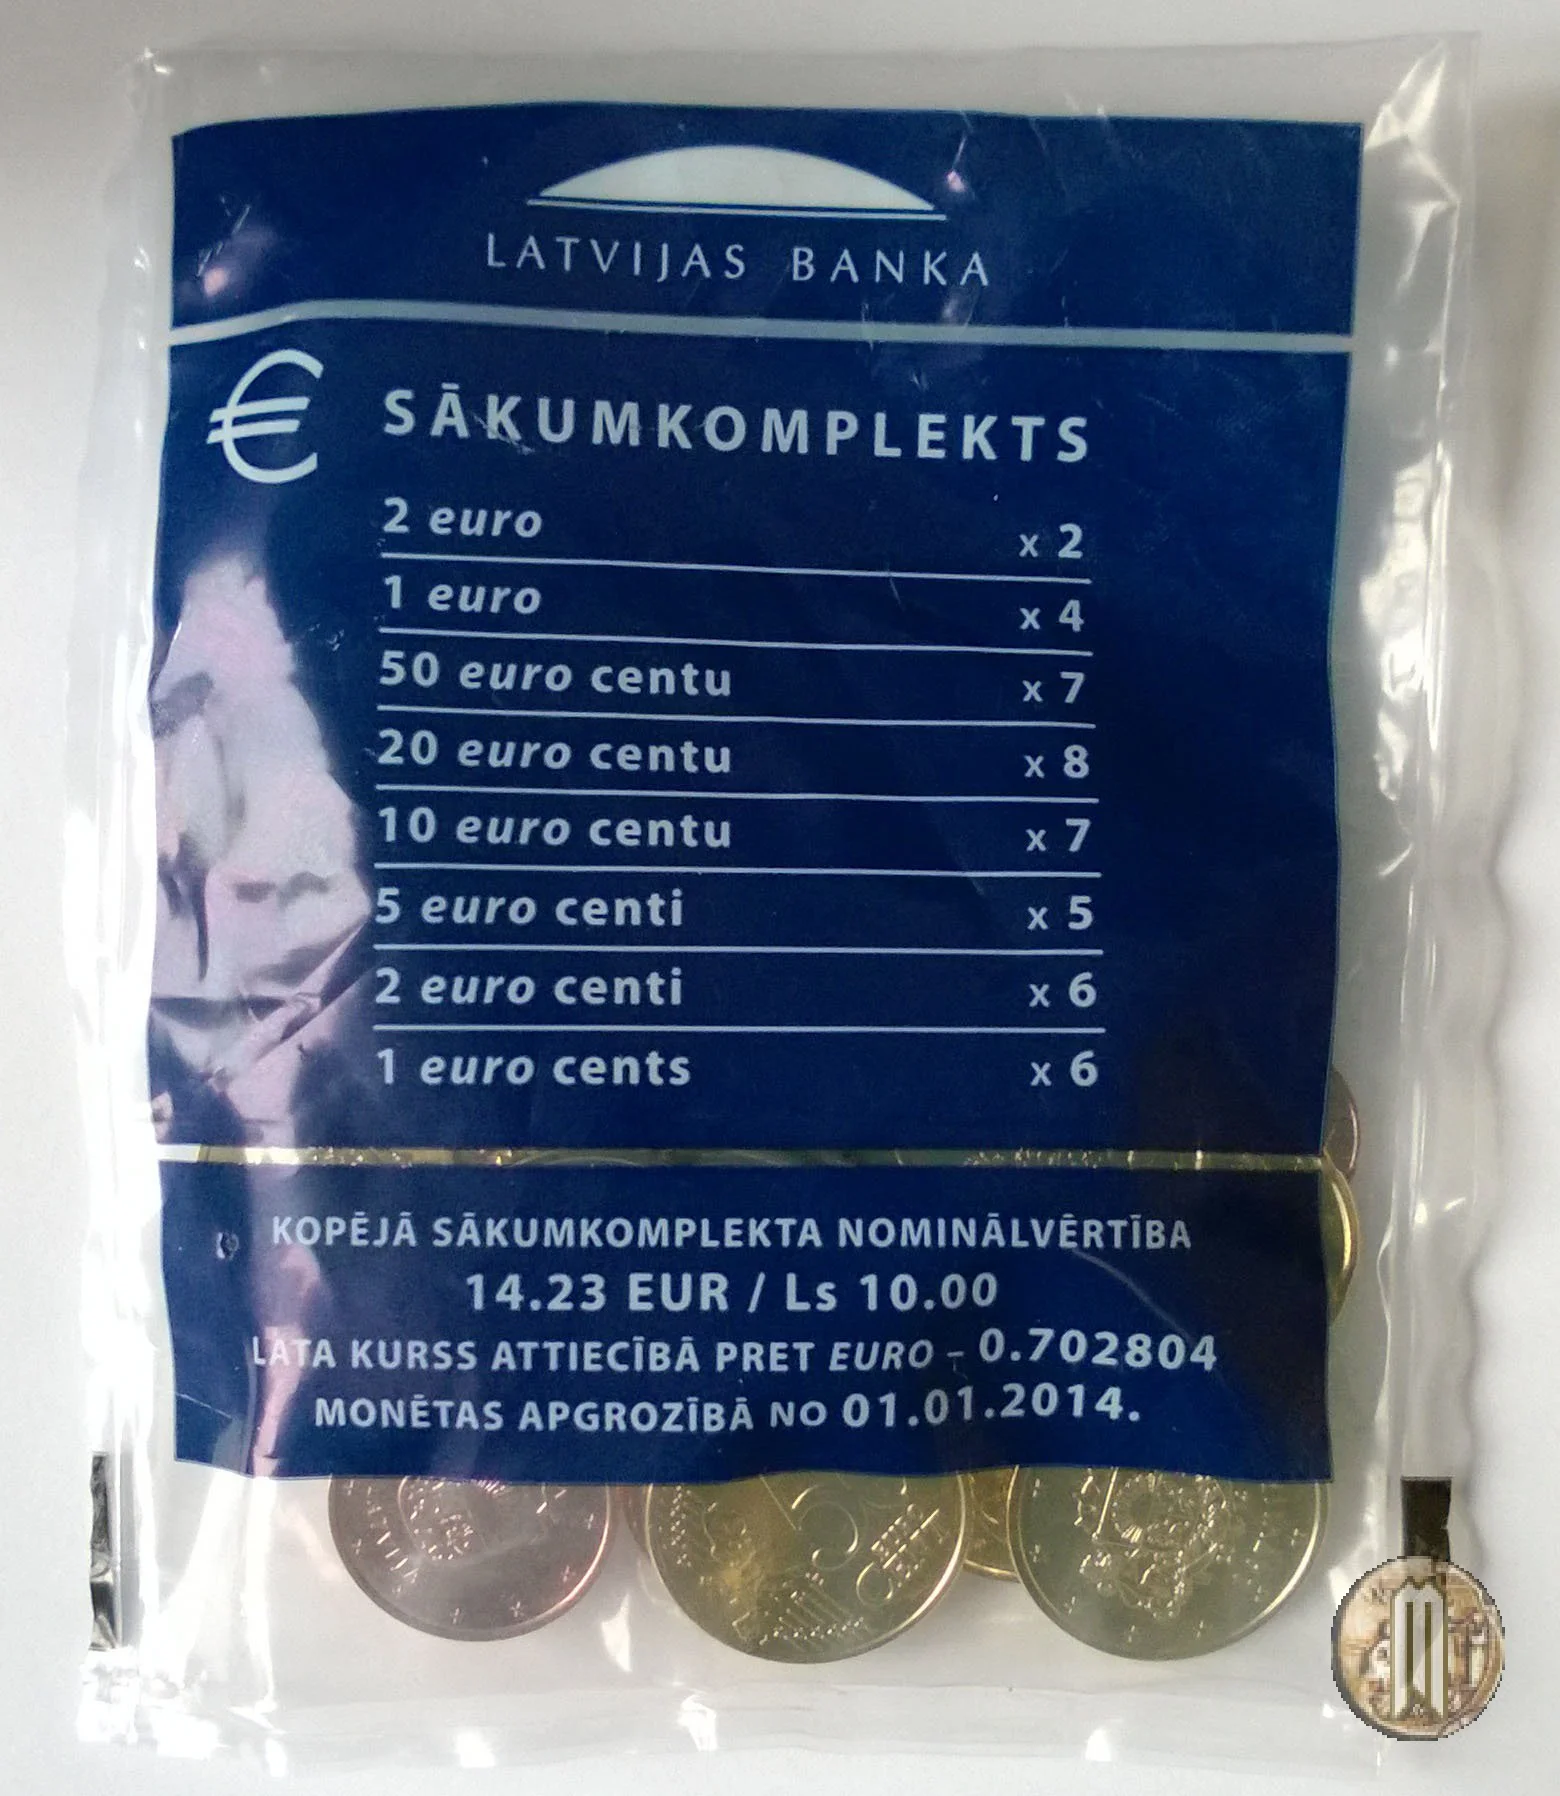 LATVIJAS BANKA
€ SĀKUMKOMPLEKTS
2 euro x 2
1 euro x 4
50 euro centu x 7
20 euro centu x 8
10 euro centu x 7
5 euro centi x 5
2 euro centi x 6
1 euro cents x 6
KOPĒJĀ SĀKUMKOMPLEKTA NOMINĀLVĒRTĪBA
14.23 EUR / Ls 10.00
LATA KURSS ATTIECĪBĀ PRET EURO – 0.702804
MONĒTAS APGROZĪBĀ NO 01.01.2014.